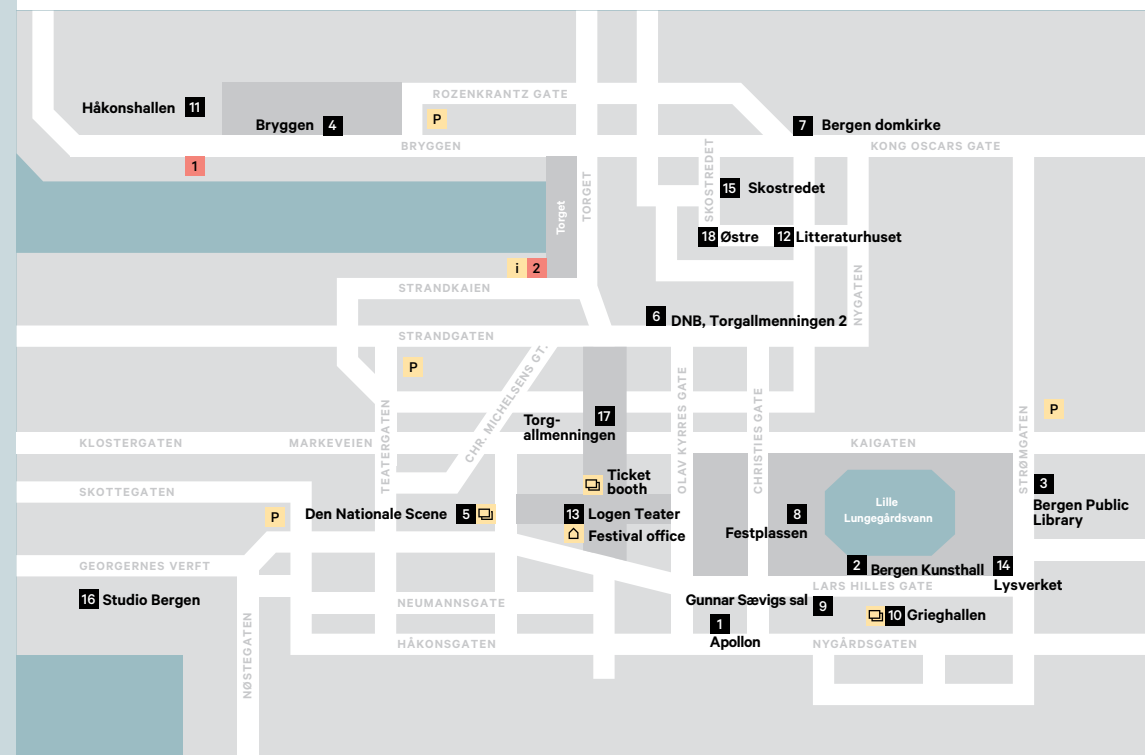 ROZENKRANTZ GATE
Håkonshallen 11
Bryggen 4
P
7 Bergen domkirke
BRYGGEN
KONG OSCARS GATE
1
SKOSTREDET
15 Skostredet
TORGET
Torget
18 Østre
12 Litteraturhuset
i 2
STRANDKAIEN
NYGATEN
6 DNB, Torgallmenningen 2
STRANDGATEN
P
CHR. MICHELSENS GT.
OLAV KYRRES GATE
CHRISTIES GATE
TEATERGATEN
P
STRØMGATEN
17
Torg-
allmenningen
KLOSTERGATEN
MARKEVEIEN
KAIGATEN
Ticket
booth
3
Bergen Public
Library
SKOTTEGATEN
Lille
Lungegårdsvann
P
Den Nationale Scene 5
13 Logen Teater
Festival office
8
Festplassen
GEORGERNES VERFT
2 Bergen Kunsthall
14
Lysverket
LARS HILLES GATE
16 Studio Bergen
NEUMANNSGATE
Gunnar Sævigs sal 9
10 Grieghallen
1
Apollon
HÅKONSGATEN
NYGÅRDSGATEN
NØSTEGATEN